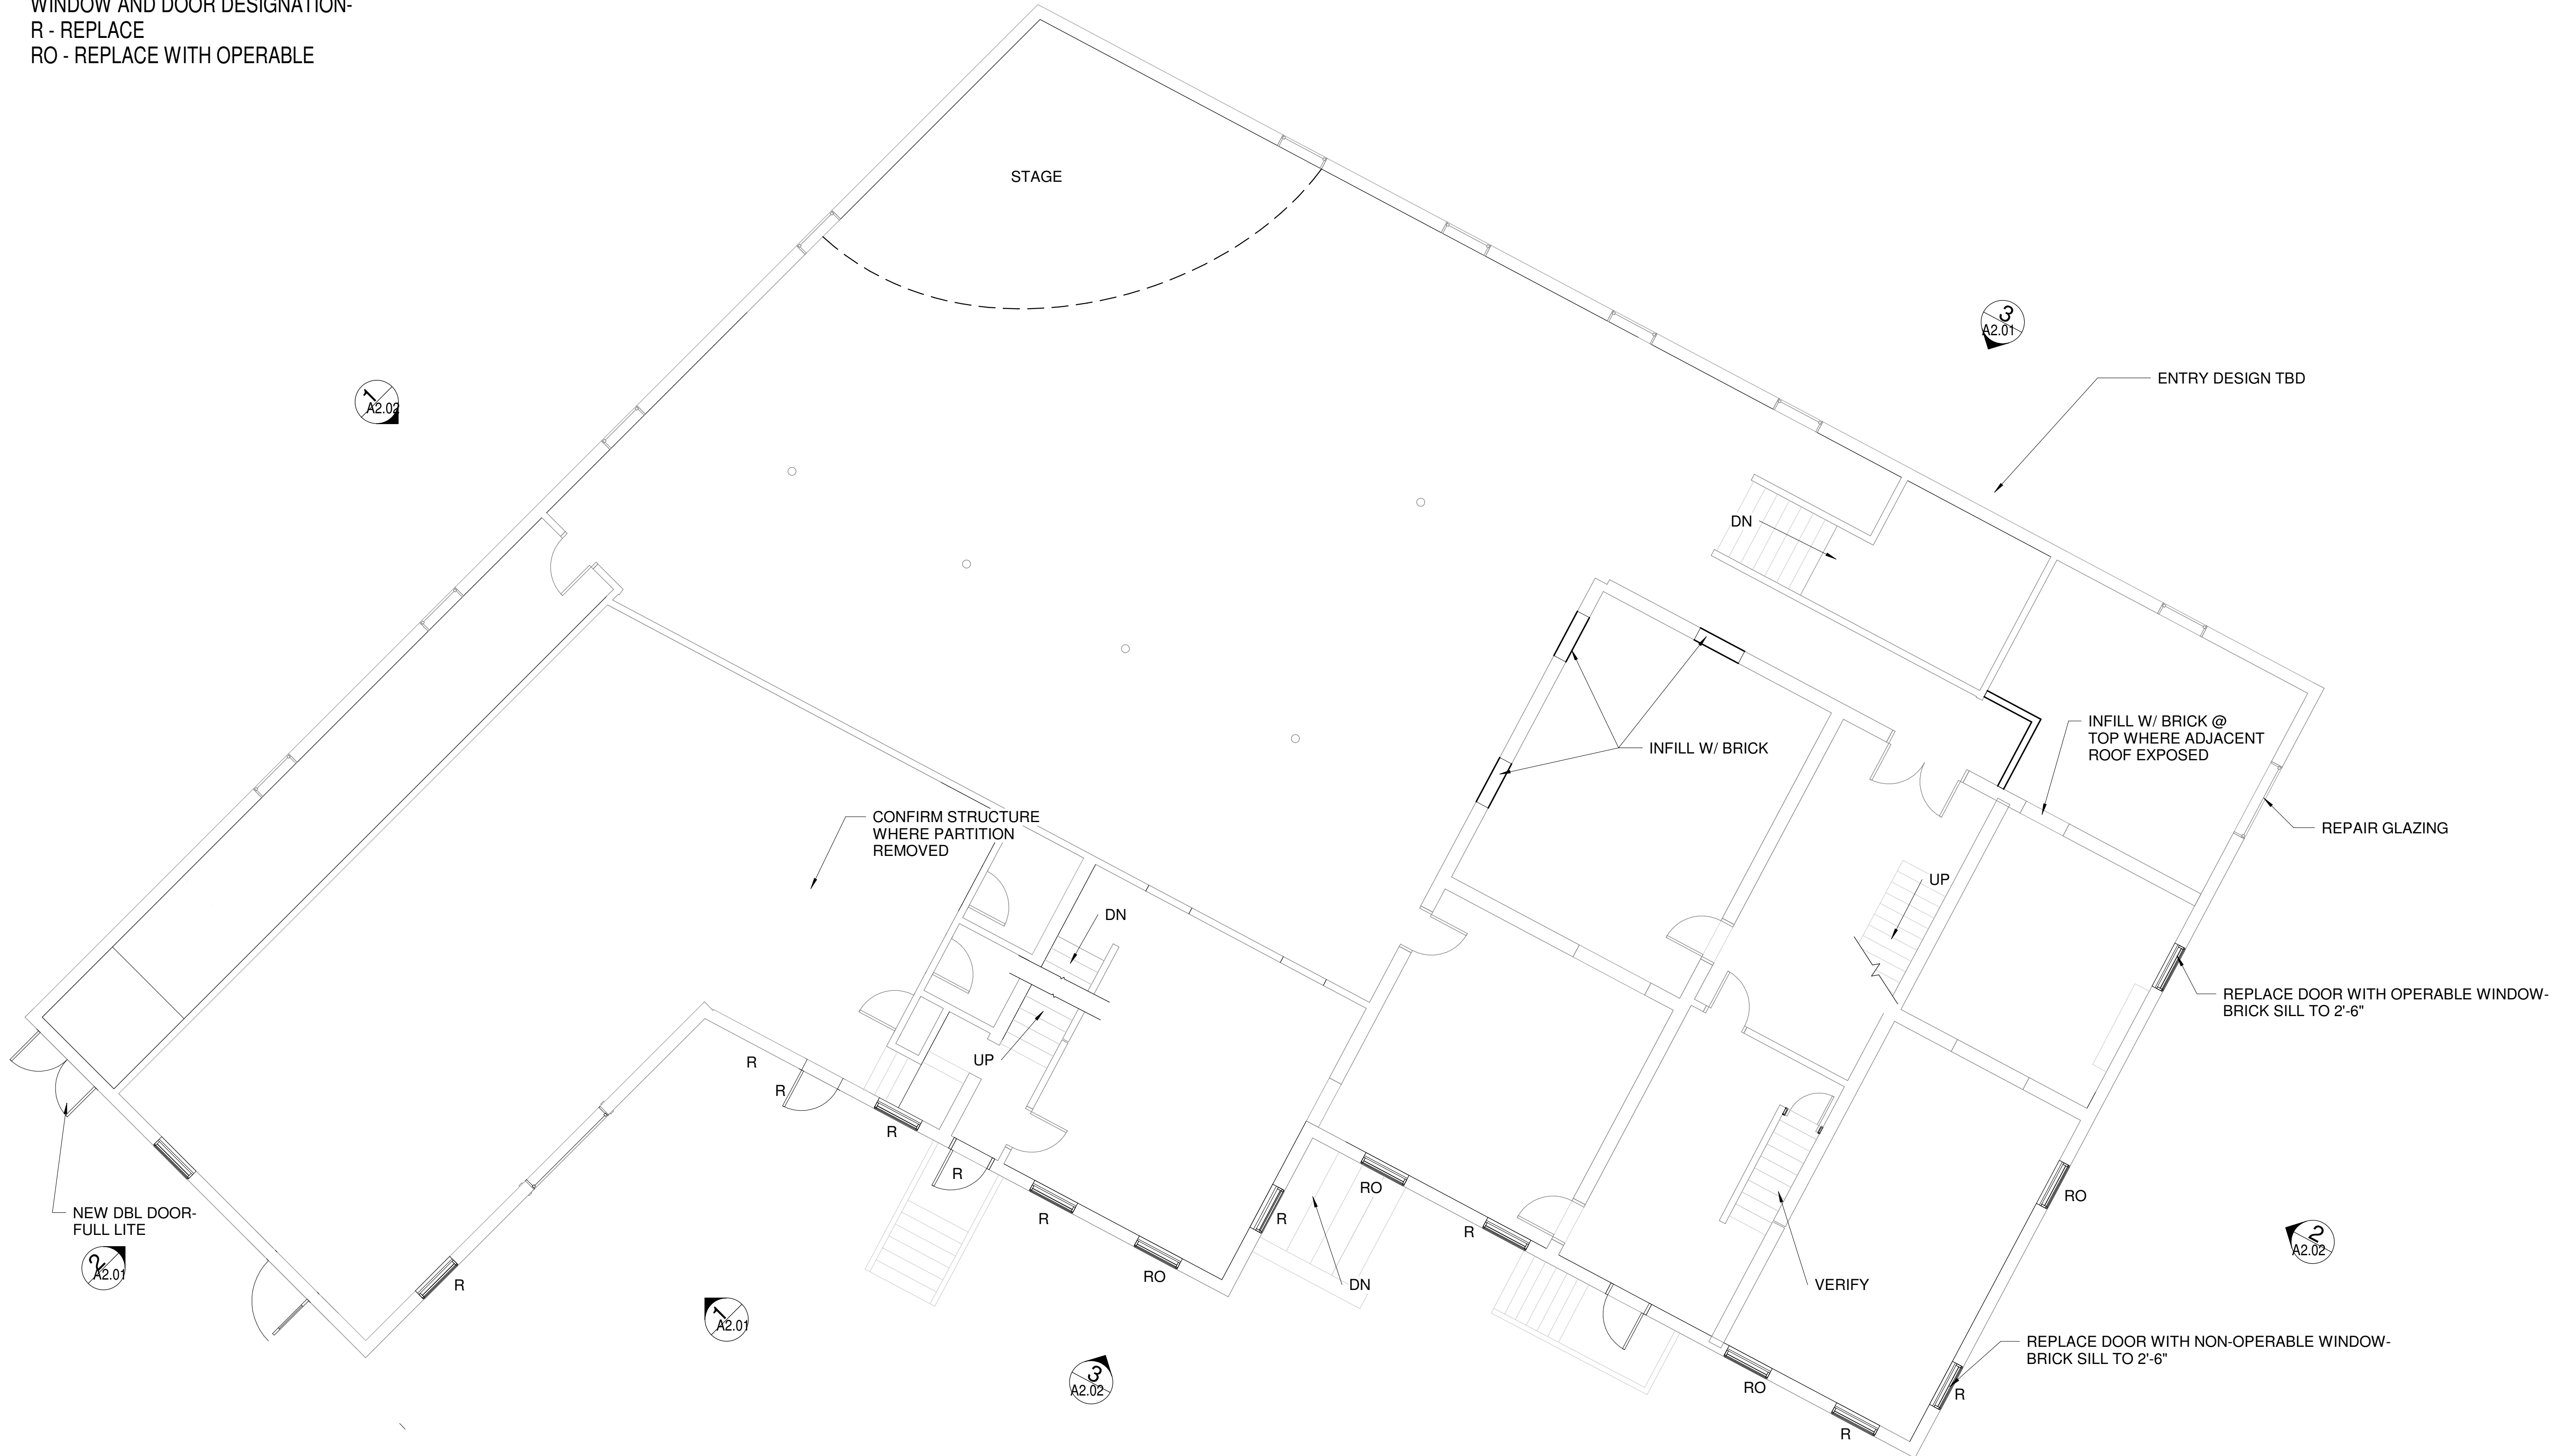 WINDOW AND DOOR DESIGNATION-
R - REPLACE
RO - REPLACE WITH OPERABLE
STAGE
3
A2.01
ENTRY DESIGN TBD
1
A2.02
DN
INFILL W/ BRICK @
TOP WHERE ADJACENT
ROOF EXPOSED
INFILL W/ BRICK
CONFIRM STRUCTURE
WHERE PARTITION
REMOVED
REPAIR GLAZING
UP
DN
REPLACE DOOR WITH OPERABLE WINDOW-
BRICK SILL TO 2'-6"
UP
R
R
R
R
NEW DBL DOOR-
FULL LITE
R
R
RO
R
RO
RO
R
2
A2.01
R
RO
DN
VERIFY
2
A2.02
1
A2.01
3
A2.02
REPLACE DOOR WITH NON-OPERABLE WINDOW-
BRICK SILL TO 2'-6"
RO
R
R